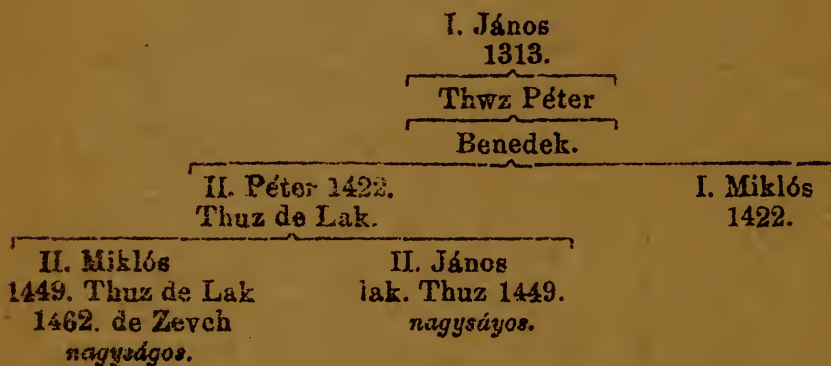 I. János
1313.
Thwz Péter
Benedek.
II. Péter 1422. I. Miklós
Thuz de Lak. 1422.
II. Miklós II. János
1449. Thuz de Lak lak. Thuz 1449.
1462. de Zevch nagyságos.
nagyságos.